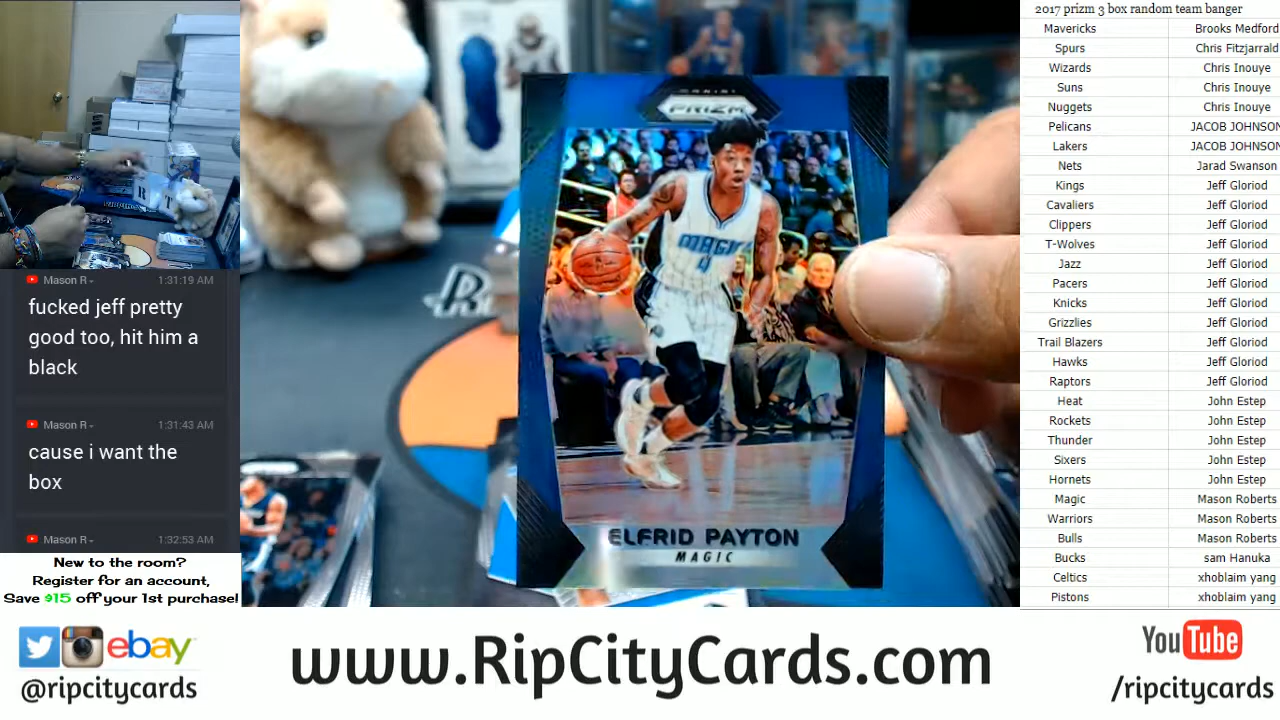 Mason R
1:31:19 AM
fucked jeff pretty
good too, hit him a
black
Mason R
1:31:43 AM
cause i want the
box
Mason R
1:32:53 AM
New to the room?
Register for an account,
Save $15 off your 1st purchase!
PANINI
PRIZM
MAGIC
4
ELFRID PAYTON
MAGIC
2017 prizm 3 box random team banger
Mavericks Brooks Medford
Spurs Chris Fitzjarrald
Wizards Chris Inouye
Suns Chris Inouye
Nuggets Chris Inouye
Pelicans JACOB JOHNSON
Lakers JACOB JOHNSON
Nets Jarad Swanson
Kings Jeff Gloriod
Cavaliers Jeff Gloriod
Clippers Jeff Gloriod
T-Wolves Jeff Gloriod
Jazz Jeff Gloriod
Pacers Jeff Gloriod
Knicks Jeff Gloriod
Grizzlies Jeff Gloriod
Trail Blazers Jeff Gloriod
Hawks Jeff Gloriod
Raptors Jeff Gloriod
Heat John Estep
Rockets John Estep
Thunder John Estep
Sixers John Estep
Hornets John Estep
Magic Mason Roberts
Warriors Mason Roberts
Bulls Mason Roberts
Bucks sam Hanuka
Celtics xhoblaim yang
Pistons xhoblaim yang
ebay
@ripcitycards
www.RipCityCards.com
YouTube
/ripcitycards